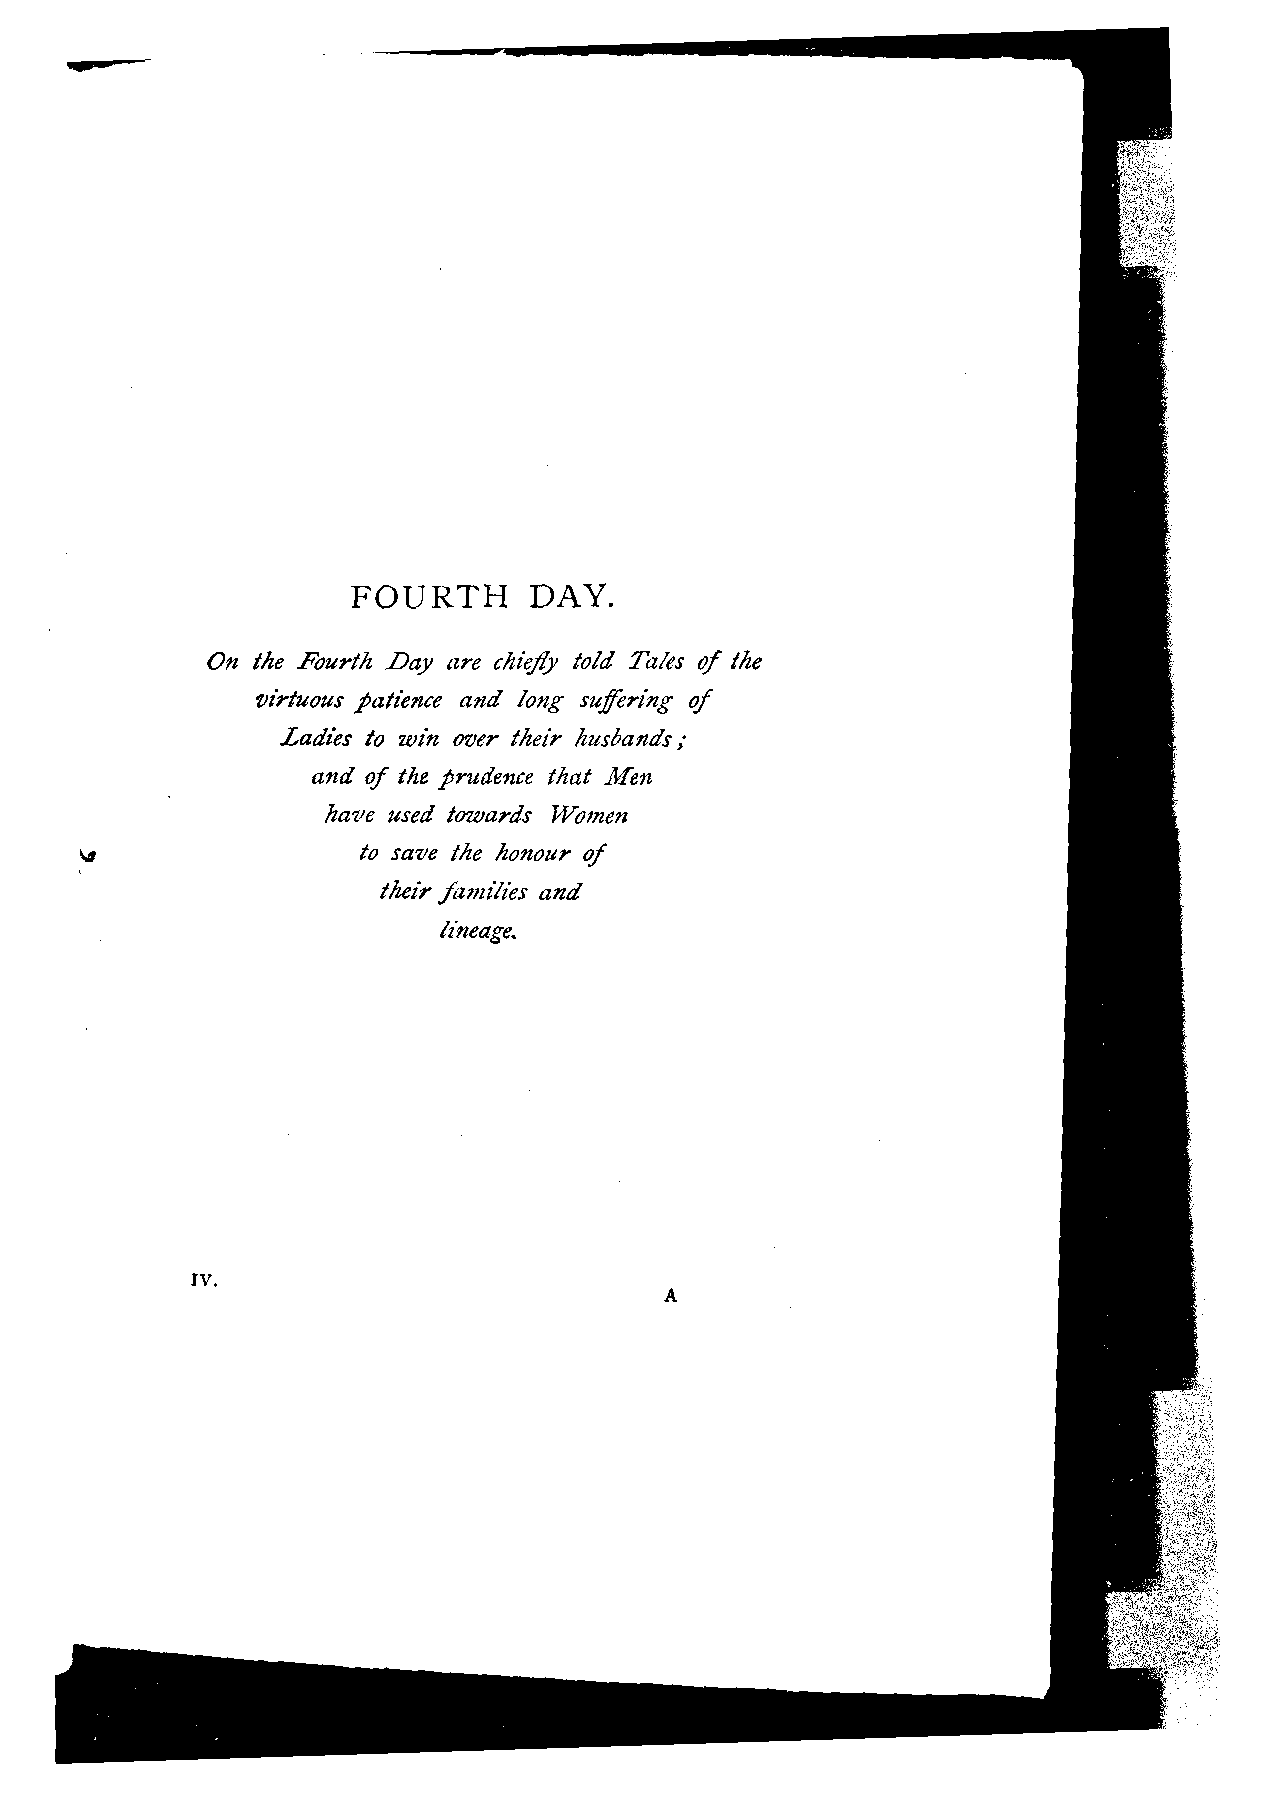 FOURTH DAY.
On the Fourth Day are chiefly told Tales of the
virtuous patience and long suffering of
Ladies to win over their husbands;
and of the prudence that Men
have used towards Women
to save the honour of
their families and
lineage.
IV.
A